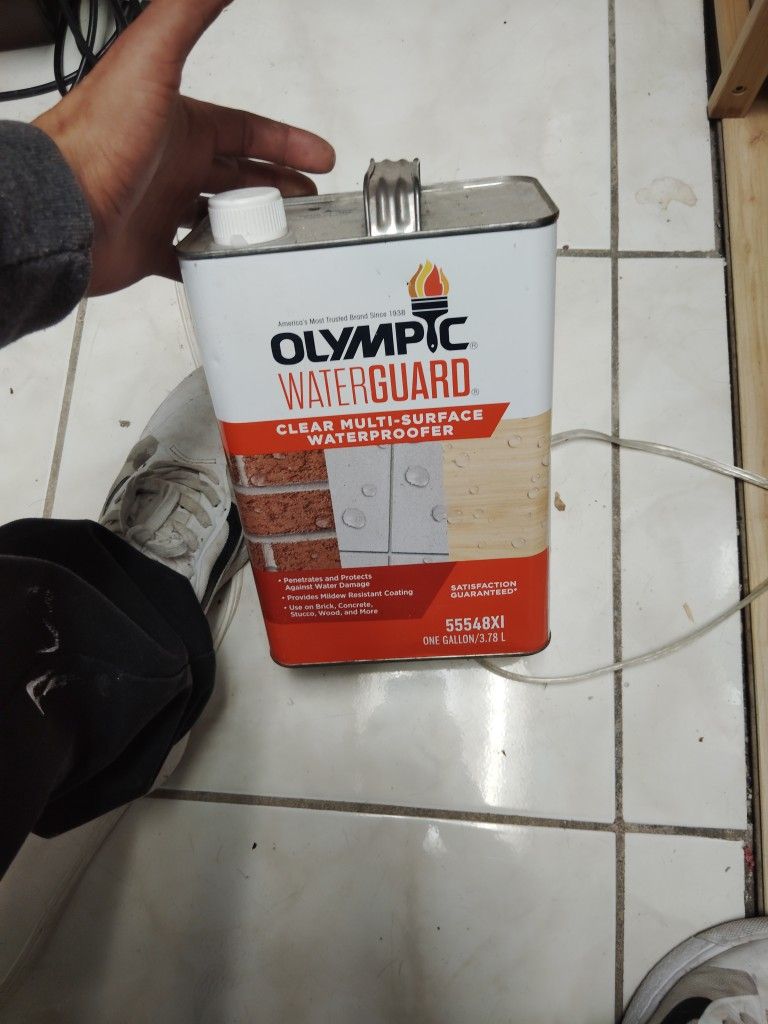 America's Most Trusted Brand Since 1938
OLYMPIC®
WATERGUARD®
CLEAR MULTI-SURFACE
WATERPROOFER
• Penetrates and Protects
Against Water Damage
• Provides Mildew Resistant Coating
• Use on Brick, Concrete,
Stucco, Wood, and More
SATISFACTION
GUARANTEED*
55548XI
ONE GALLON/3.78 L